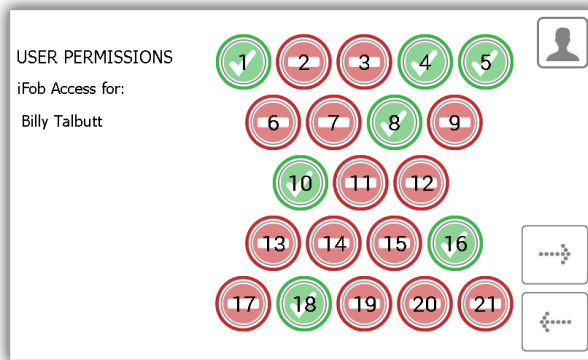 USER PERMISSIONS
iFob Access for:
Billy Talbutt
1 2 3 4 5
6 7 8 9
10 11 12
13 14 15 16
17 18 19 20 21